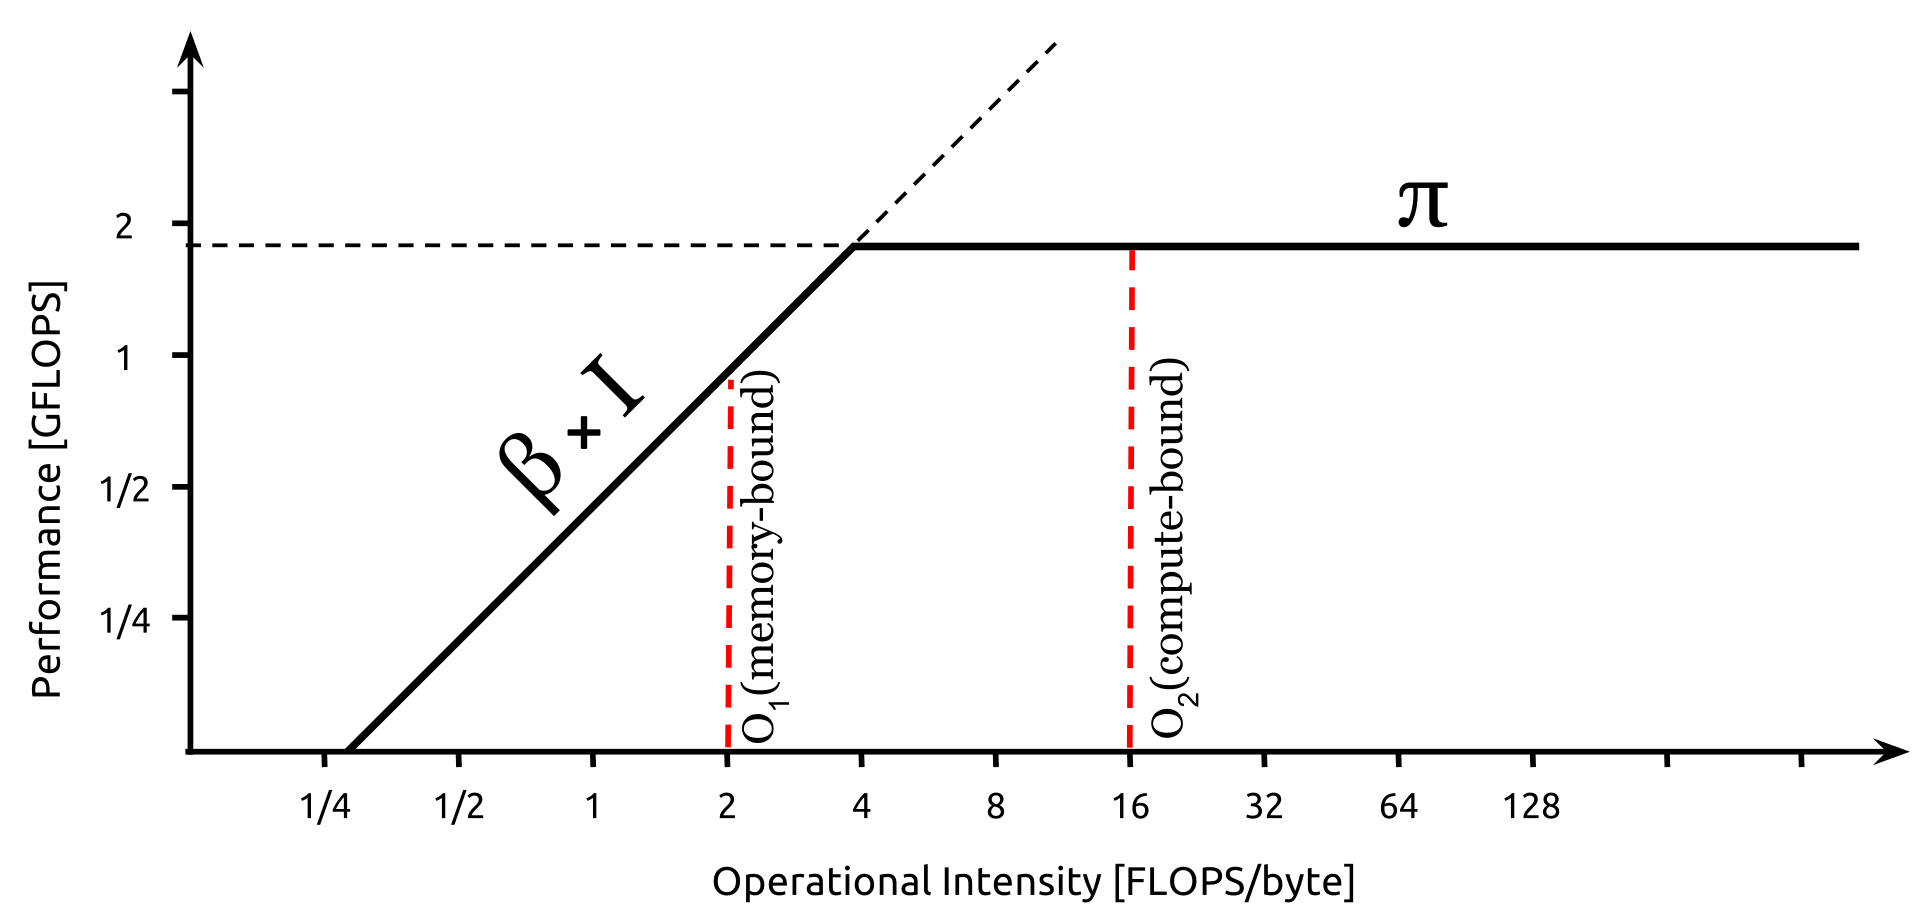 π
2
1
1/2
1/4
Perfofmance [GFLOPS]
β + I
O1(memory-bound)
O2(compute-bound)
1/4 1/2 1 2 4 8 16 32 64 128
Operational Intensity [FLOPS/byte]